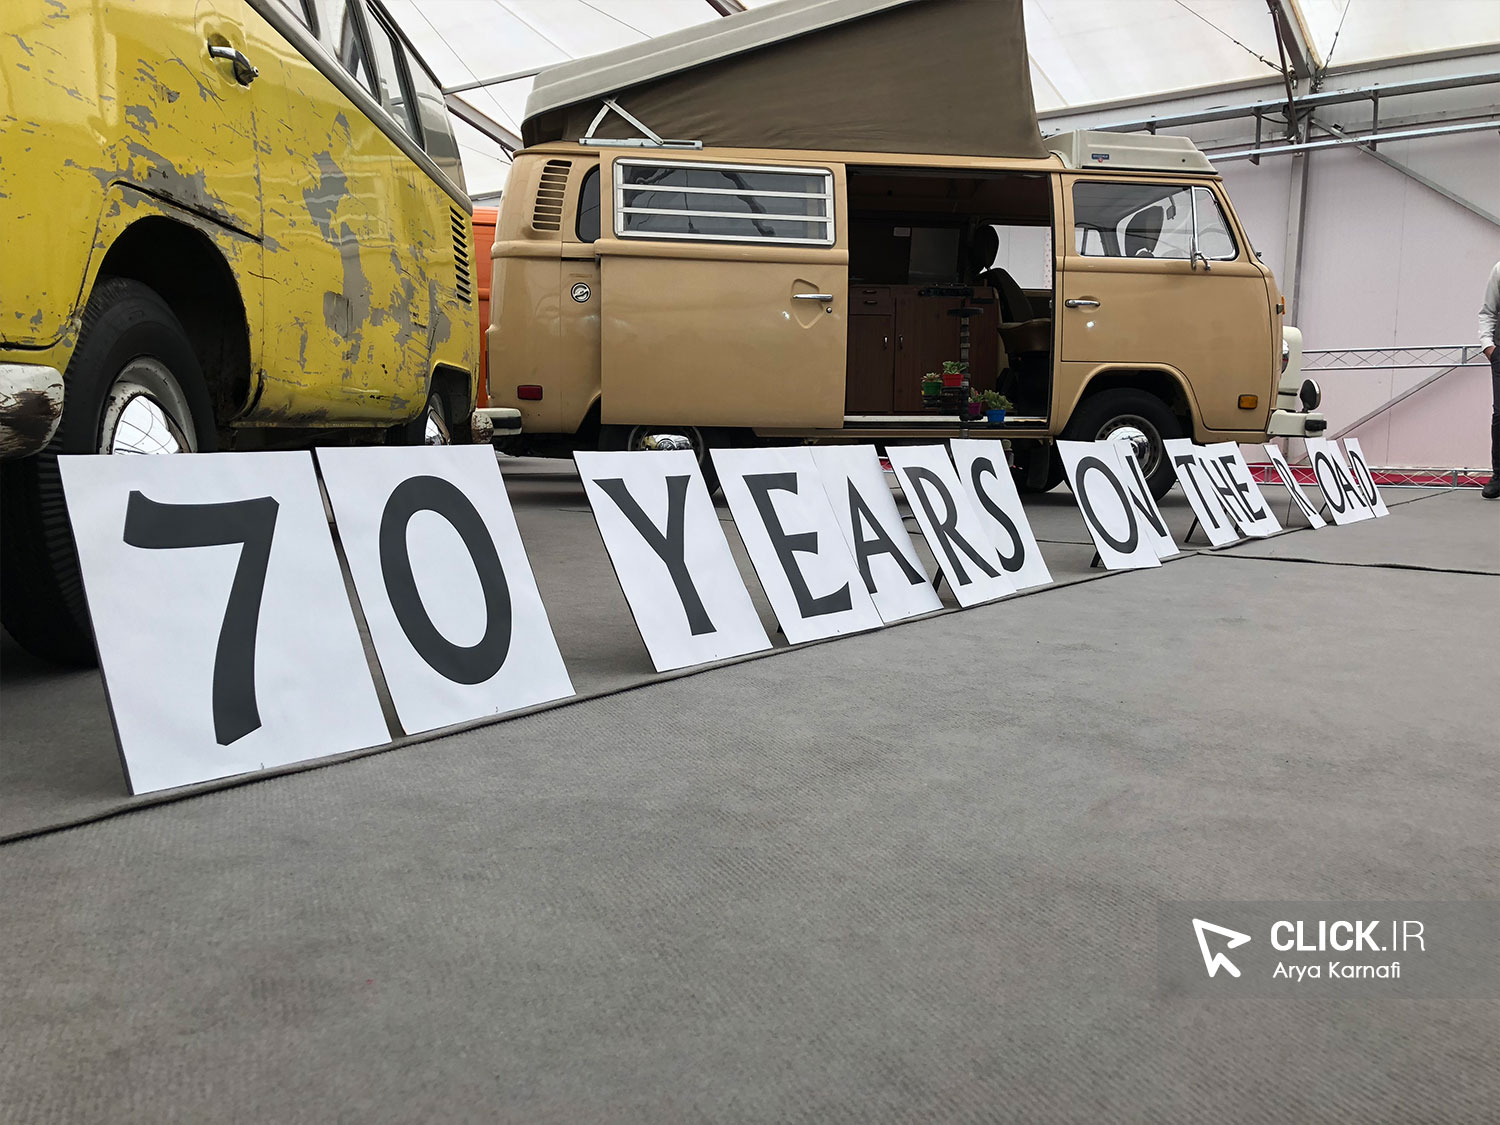 70 YEARS ON THE ROAD
CLICK.IR
Arya Karnafi